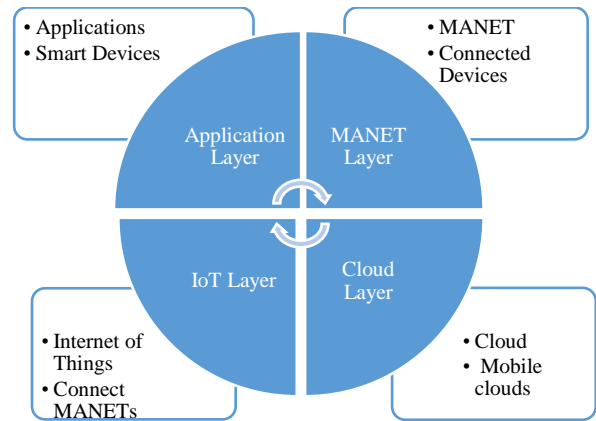 • Applications
• Smart Devices
• MANET
• Connected
Devices
Application
Layer
MANET
Layer
IoT Layer
Cloud
Layer
• Internet of
Things
• Connect
MANETs
• Cloud
• Mobile
clouds